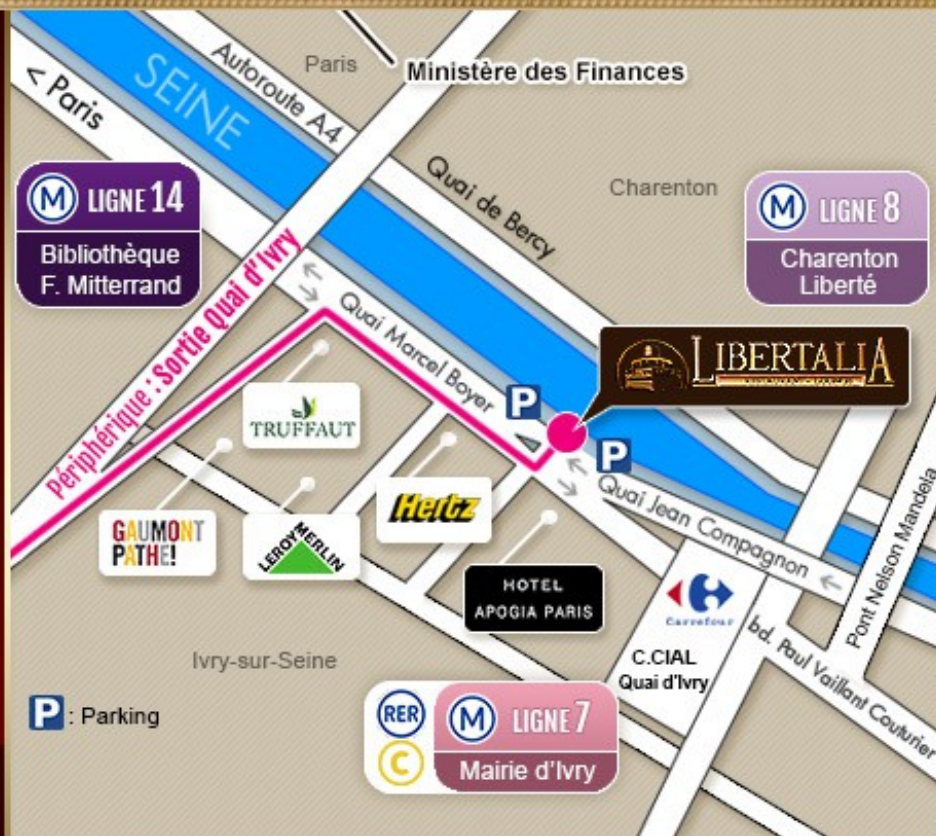 Paris
Ministère des Finances
< Paris
SEINE
Autoroute A4
Quai de Bercy
Charenton
M LIGNE 14
Bibliothèque
F. Mitterrand
M LIGNE 8
Charenton
Liberté
périphérique : Sortie Quai d'Ivry
Quai Marcel Boyer
LIBERTALIA
P
P
TRUFFAUT
GAUMONT
PATHE!
LEROY MERLIN
Hertz
HOTEL
APOGIA PARIS
Quai Jean Compagnon
Pont Nelson Mandela
Carrefour
C.CIAL
Quai d'Ivry
bd. Paul Vaillant Couturier
Ivry-sur-Seine
P : Parking
RER
C
M LIGNE 7
Mairie d'Ivry